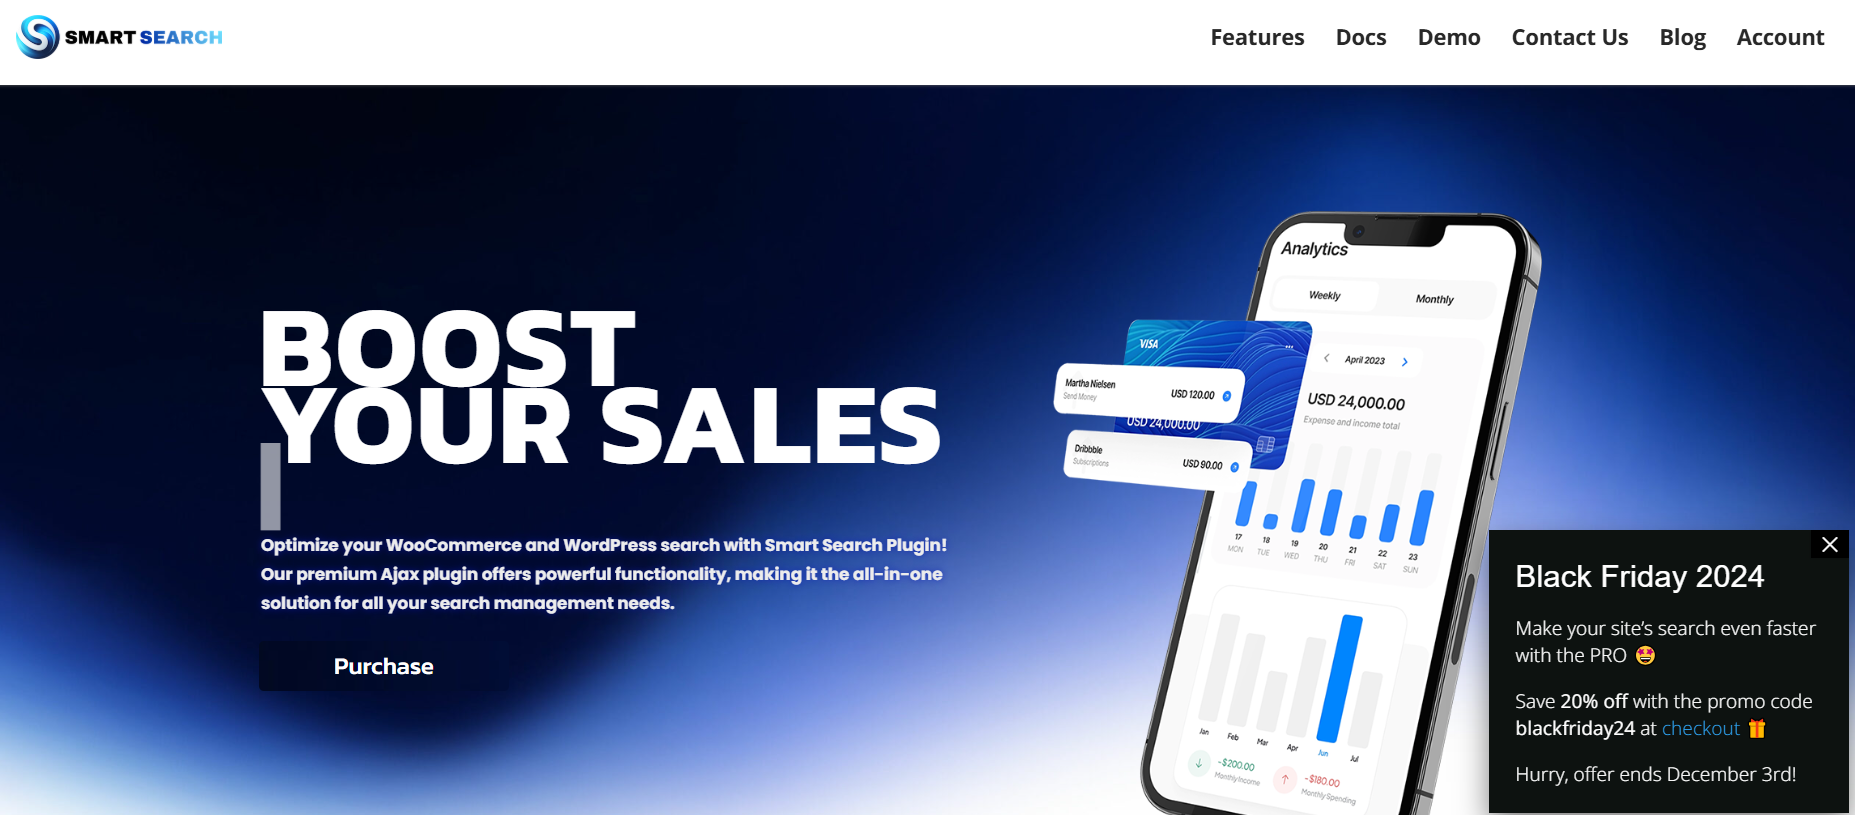 SMART SEARCH
Features Docs Demo Contact Us Blog Account
BOOST
YOUR SALES
Optimize your WooCommerce and WordPress search with Smart Search Plugin!
Our premium Ajax plugin offers powerful functionality, making it the all-in-one
solution for all your search management needs.
Purchase
Analytics
Weekly Monthly
April 2023
USD 24,000.00
Expense and income total
VISA
Martha Nielsen
Send Money
USD 120.00
USD 24,000.00
Dribbble
Subscriptions
USD 90.00
17 18 19 20 21 22 23
MON TUE WED THU FRI SAT SUN
Jan Feb Mar Apr Jun Jul
~$200.00
Monthly Income
~$180.00
Monthly Spending
Black Friday 2024
Make your site’s search even faster
with the PRO 🤩
Save 20% off with the promo code
blackfriday24 at checkout 🎁
Hurry, offer ends December 3rd!